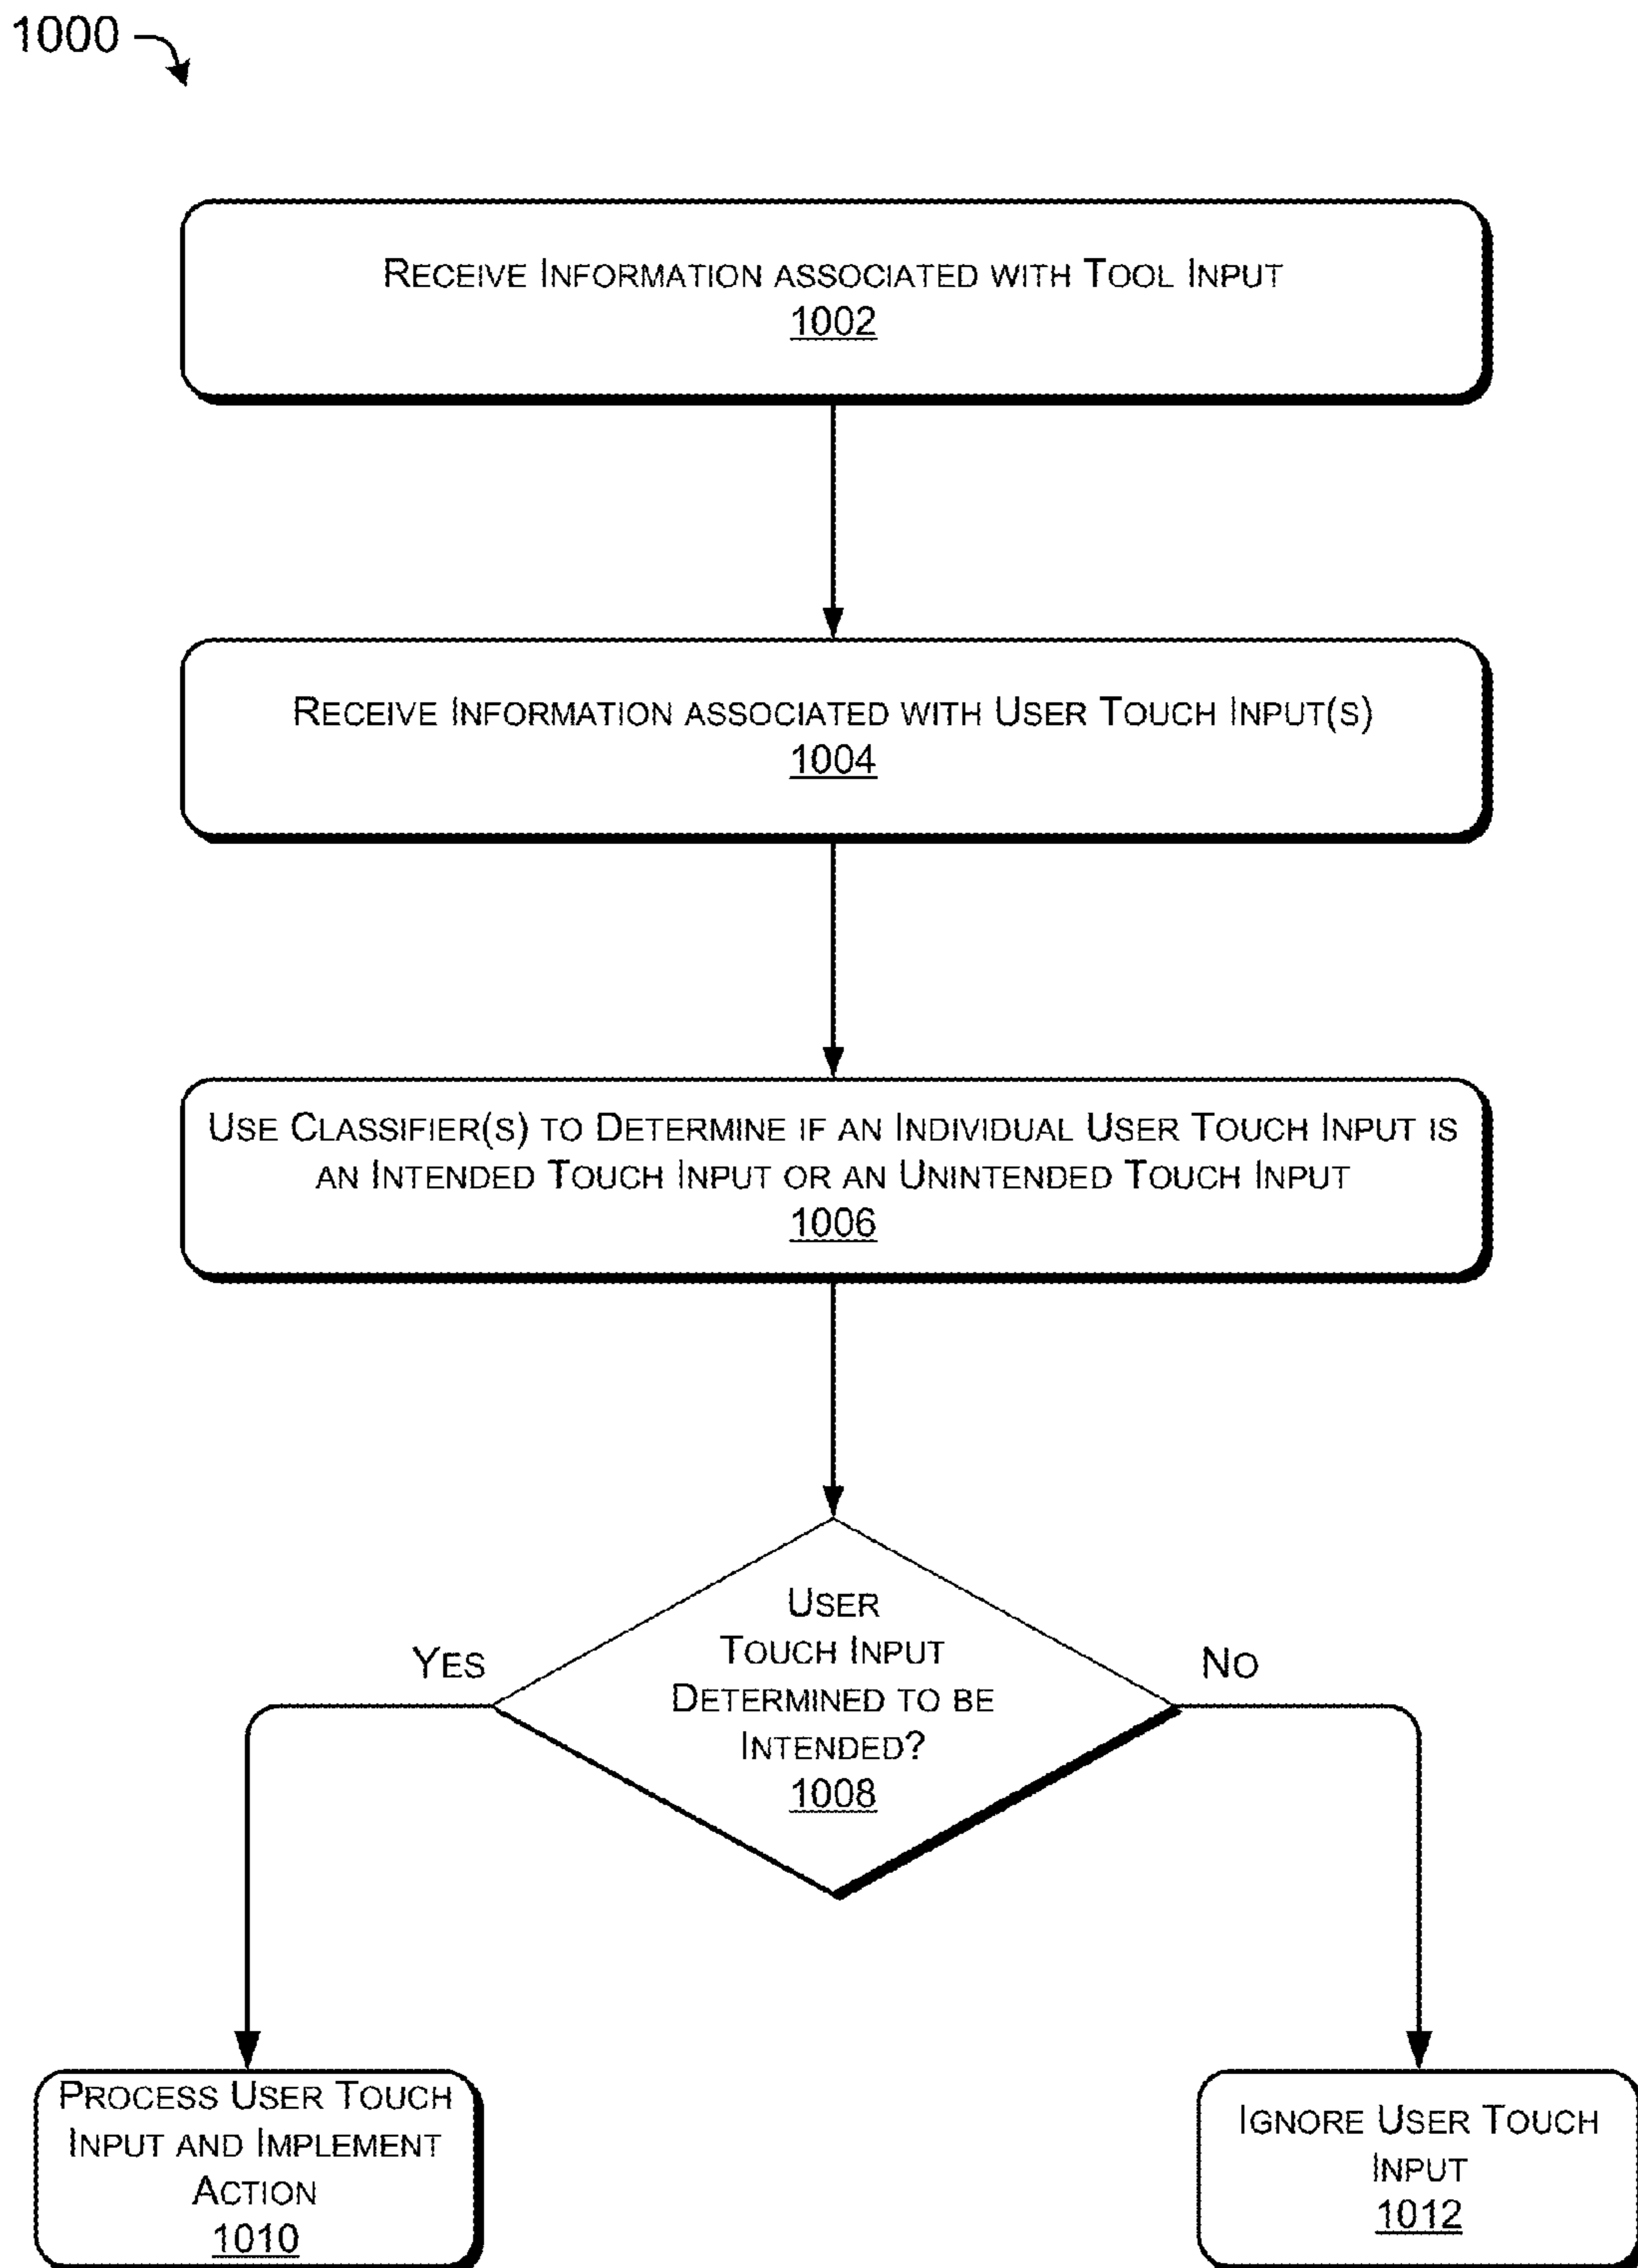 1000
Receive Information associated with Tool Input
1002
Receive Information associated with User Touch Input(s)
1004
Use Classifier(s) to Determine if an Individual User Touch Input is
an Intended Touch Input or an Unintended Touch Input
1006
User
Touch Input
Determined to be
Intended?
1008
Yes
No
Process User Touch
Input and Implement
Action
1010
Ignore User Touch
Input
1012